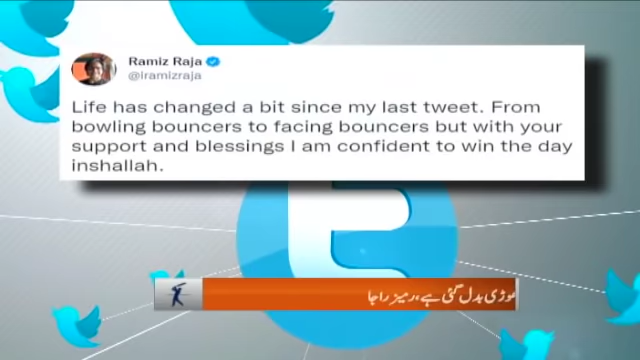 Ramiz Raja
@iramizraja
Life has changed a bit since my last tweet. From
bowling bouncers to facing bouncers but with your
support and blessings I am confident to win the day
inshallah.
بدل گئی ہے، رمیز راجا